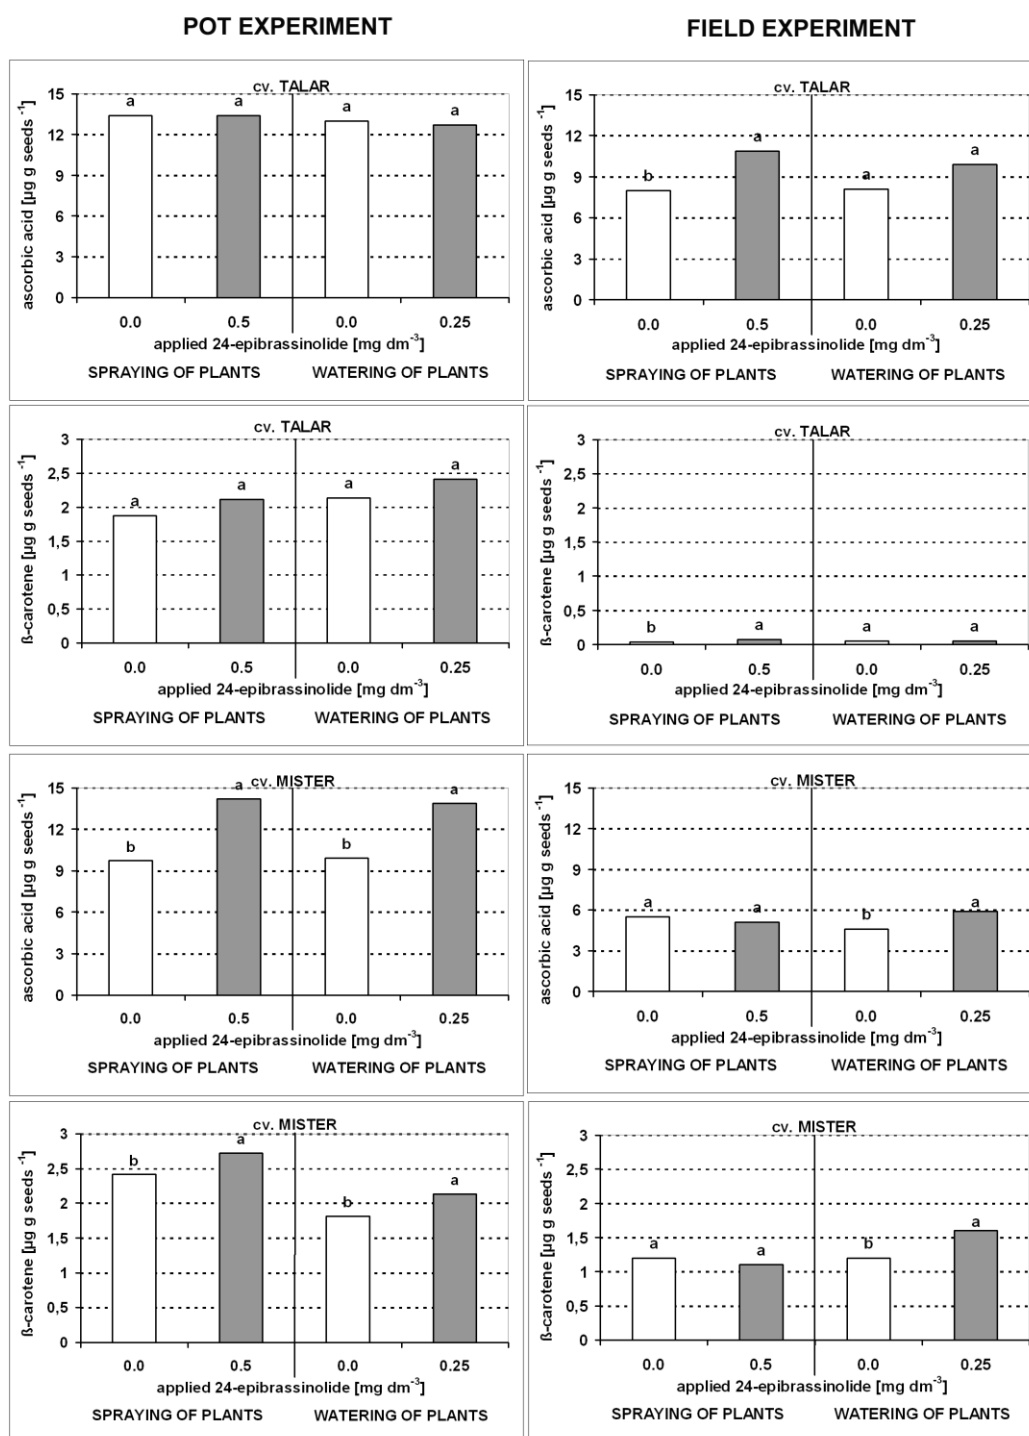 POT EXPERIMENT
FIELD EXPERIMENT
cv. TALAR
ascorbic acid [µg g seeds -1]
15
12
9
6
3
0
a a a a
0.0 0.5 0.0 0.25
applied 24-epibrassinolide [mg dm-3]
SPRAYING OF PLANTS WATERING OF PLANTS
cv. TALAR
ascorbic acid [µg g seeds -1]
15
12
9
6
3
0
b a a a
0.0 0.5 0.0 0.25
applied 24-epibrassinolide [mg dm-3]
SPRAYING OF PLANTS WATERING OF PLANTS
cv. TALAR
ß-carotene [µg g seeds -1]
3
2,5
2
1,5
1
0,5
0
a a a a
0.0 0.5 0.0 0.25
applied 24-epibrassinolide [mg dm-3]
SPRAYING OF PLANTS WATERING OF PLANTS
cv. TALAR
ß-carotene [µg g seeds -1]
3
2,5
2
1,5
1
0,5
0
b a a a
0.0 0.5 0.0 0.25
applied 24-epibrassinolide [mg dm-3]
SPRAYING OF PLANTS WATERING OF PLANTS
cv. MISTER
ascorbic acid [µg g seeds -1]
15
12
9
6
3
0
b a b a
0.0 0.5 0.0 0.25
applied 24-epibrassinolide [mg dm-3]
SPRAYING OF PLANTS WATERING OF PLANTS
cv. MISTER
ascorbic acid [µg g seeds -1]
15
12
9
6
3
0
a a b a
0.0 0.5 0.0 0.25
applied 24-epibrassinolide [mg dm-3]
SPRAYING OF PLANTS WATERING OF PLANTS
cv. MISTER
ß-carotene [µg g seeds -1]
3
2,5
2
1,5
1
0,5
0
b a b a
0.0 0.5 0.0 0.25
applied 24-epibrassinolide [mg dm-3]
SPRAYING OF PLANTS WATERING OF PLANTS
cv. MISTER
ß-carotene [µg g seeds -1]
3
2,5
2
1,5
1
0,5
0
a a b a
0.0 0.5 0.0 0.25
applied 24-epibrassinolide [mg dm-3]
SPRAYING OF PLANTS WATERING OF PLANTS